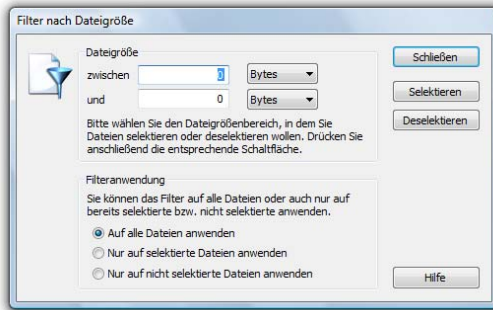 Filter nach Dateigröße
Dateigröße
zwischen 0 Bytes
und 0 Bytes
Bitte wählen Sie den Dateigrößenbereich, in dem Sie
Dateien selektieren oder deselektieren wollen. Drücken Sie
anschließend die entsprechende Schaltfläche.
Filteranwendung
Sie können das Filter auf alle Dateien oder auch nur auf
bereits selektierte bzw. nicht selektierte anwenden.
Auf alle Dateien anwenden
Nur auf selektierte Dateien anwenden
Nur auf nicht selektierte Dateien anwenden
Schließen
Selektieren
Deselektieren
Hilfe